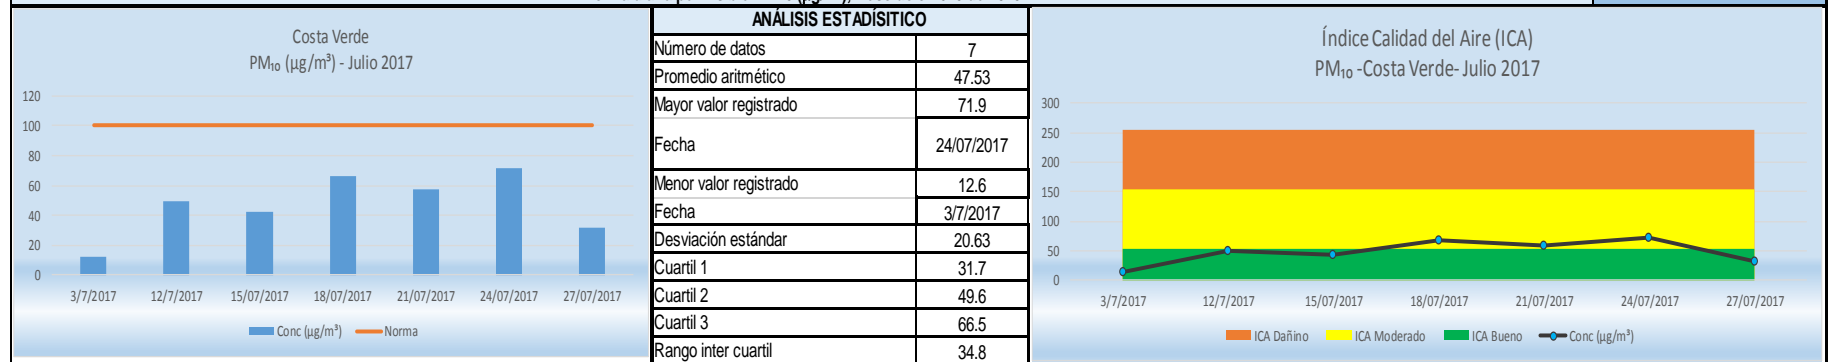 Costa Verde
PM₁₀ (µg/m³) - Julio 2017
120
100
80
60
40
20
0
3/7/2017 12/7/2017 15/07/2017 18/07/2017 21/07/2017 24/07/2017 27/07/2017
Conc (µg/m³) Norma
ANÁLISIS ESTADÍSITICO
Número de datos 7
Promedio aritmético 47.53
Mayor valor registrado 71.9
Fecha 24/07/2017
Menor valor registrado 12.6
Fecha 3/7/2017
Desviación estándar 20.63
Cuartil 1 31.7
Cuartil 2 49.6
Cuartil 3 66.5
Rango inter cuartil 34.8
Índice Calidad del Aire (ICA)
PM₁₀ -Costa Verde- Julio 2017
300
250
200
150
100
50
0
3/7/2017 12/7/2017 15/07/2017 18/07/2017 21/07/2017 24/07/2017 27/07/2017
ICA Dañino ICA Moderado ICA Bueno Conc (µg/m³)